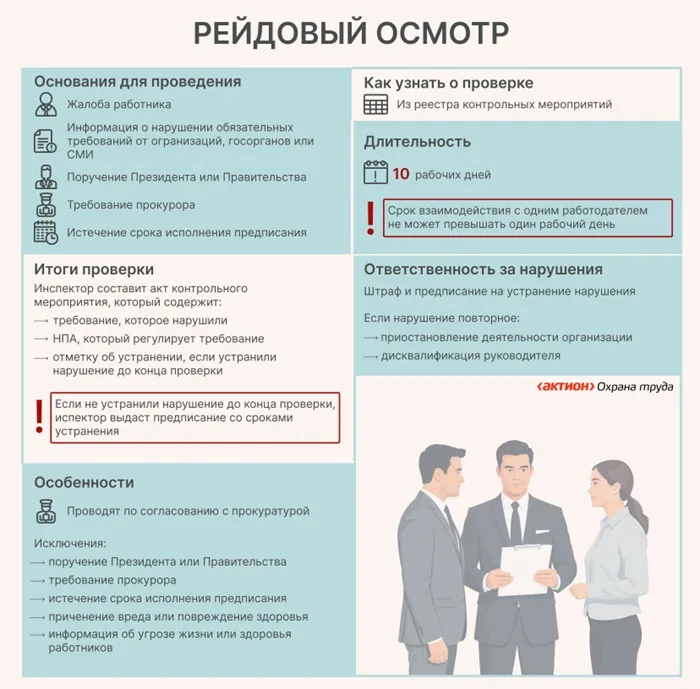 РЕЙДОВЫЙ ОСМОТР
Основания для проведения
Жалоба работника
Информация о нарушении обязательных
требований от огранизаций, госорганов или
СМИ
Поручение Президента или Правительства
Требование прокурора
Истечение срока исполнения предписания
Как узнать о проверке
Из реестра контрольных мероприятий
Длительность
10 рабочих дней
! Срок взаимодействия с одним работодателем
не может превышать один рабочий день
Итоги проверки
Инспектор составит акт контрольного
мероприятия, который содержит:
→ требование, которое нарушили
→ НПА, который регулирует требование
→ отметку об устранении, если устранили
нарушение до конца проверки
! Если не устранили нарушение до конца проверки,
испектор выдаст предписание со сроками
устранения
Ответственность за нарушения
Штраф и предписание на устранение нарушения
Если нарушение повторное:
→ приостановление деятельности организации
→ дисквалификация руководителя
‹АКТИОН› Охрана труда
Особенности
Проводят по согласованию с прокуратурой
Исключения:
→ поручение Президента или Правительства
→ требование прокурора
→ истечение срока исполнения предписания
→ приченение вреда или повреждение здоровья
→ информация об угрозе жизни или здоровья
работников